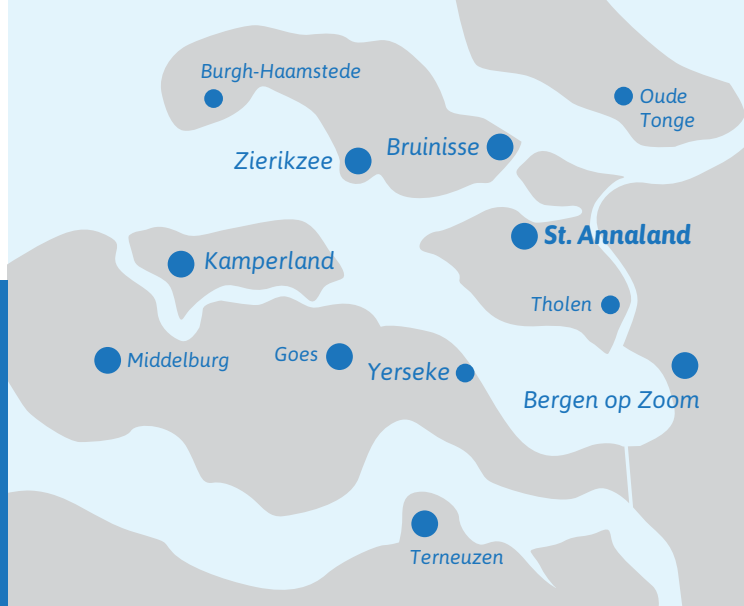 Burgh-Haamstede
Oude
Tonge
Bruinisse
Zierikzee
St. Annaland
Kamperland
Tholen
Goes
Middelburg
Yerseke
Bergen op Zoom
Terneuzen